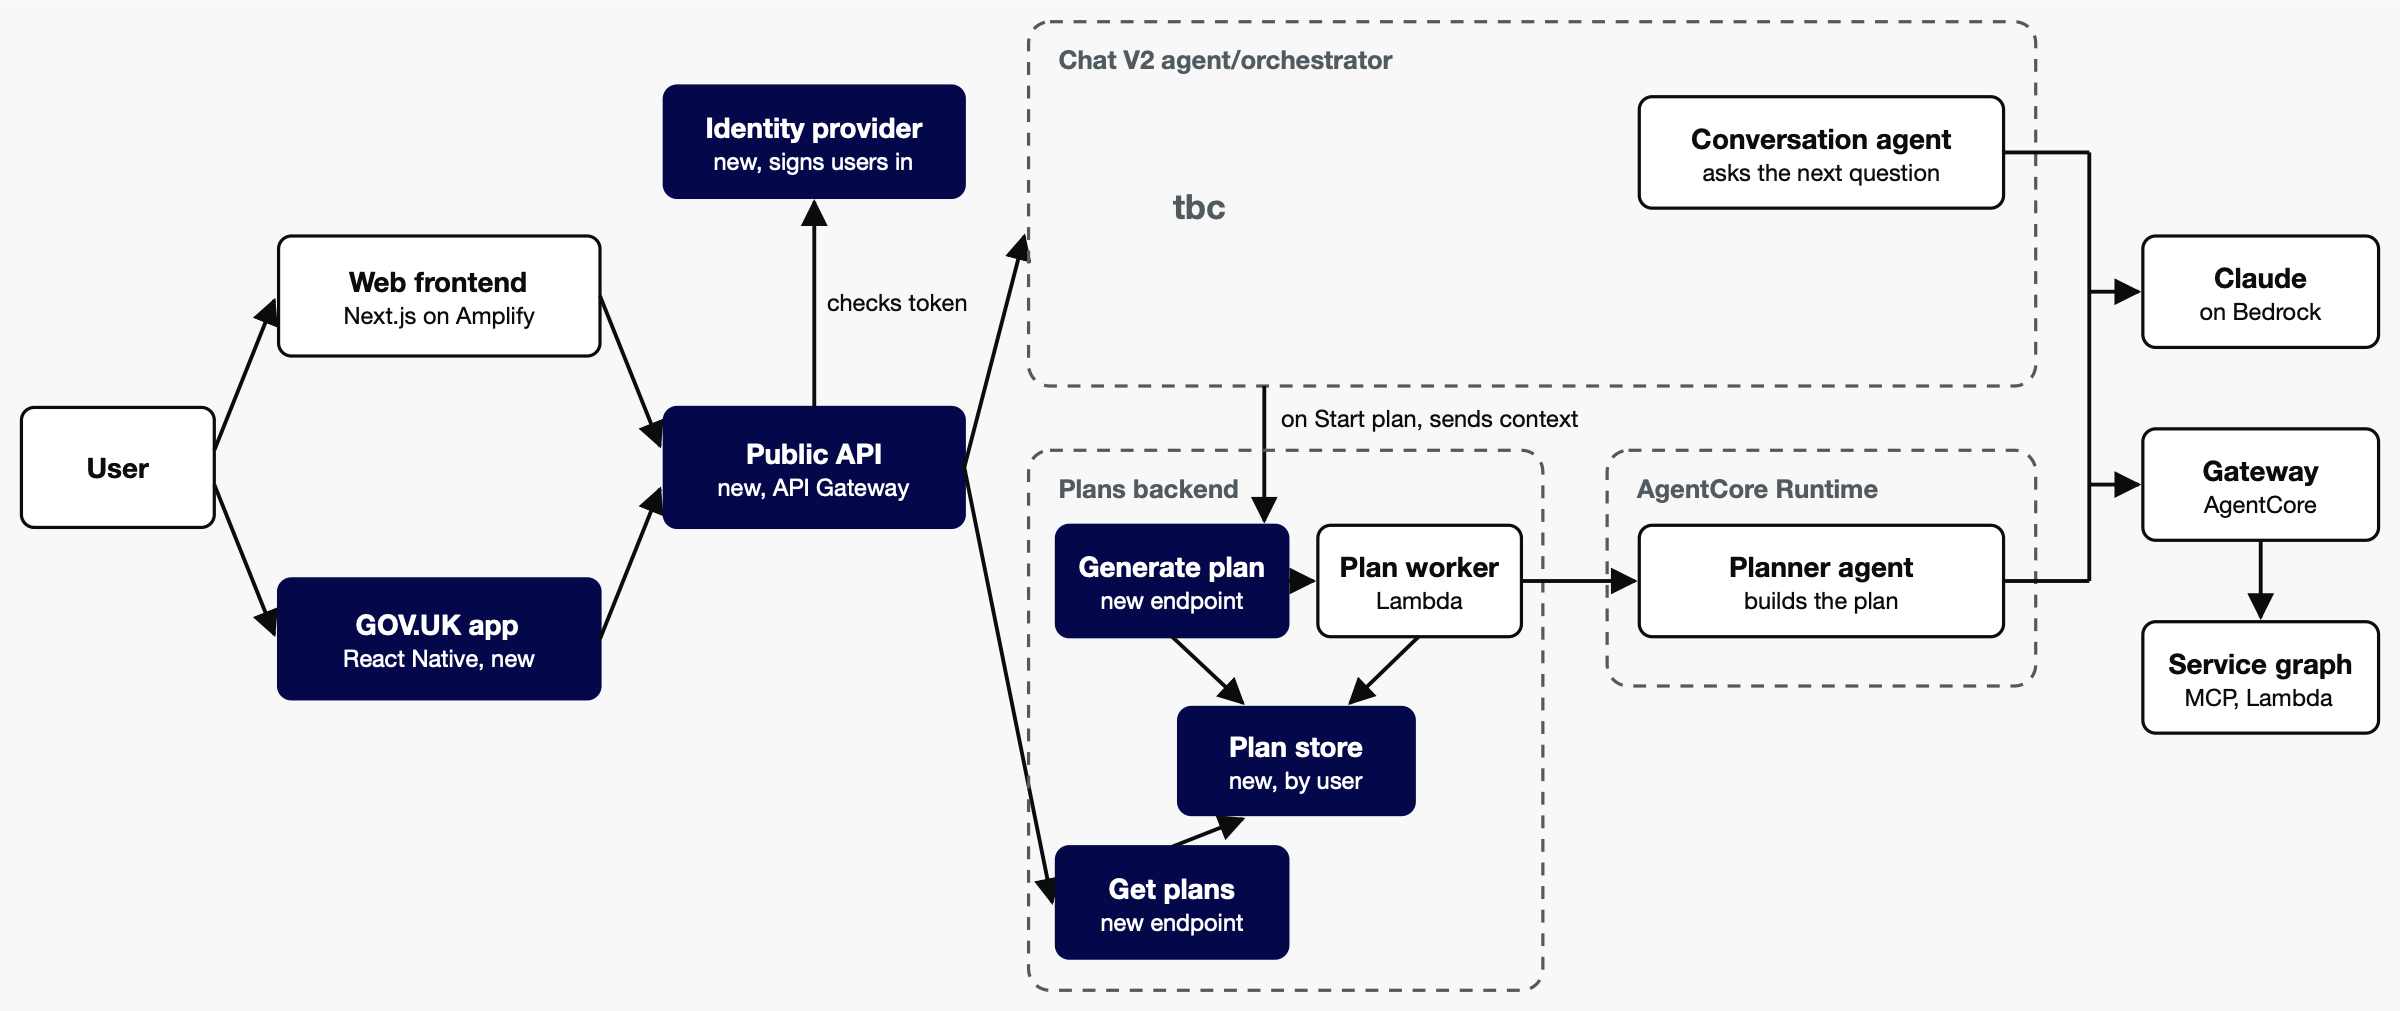 Chat V2 agent/orchestrator
Identity provider
new, signs users in
Conversation agent
asks the next question
tbc
Web frontend
Next.js on Amplify
checks token
Claude
on Bedrock
User
Public API
new, API Gateway
on Start plan, sends context
Plans backend
AgentCore Runtime
Gateway
AgentCore
Generate plan
new endpoint
Plan worker
Lambda
Planner agent
builds the plan
GOV.UK app
React Native, new
Service graph
MCP, Lambda
Plan store
new, by user
Get plans
new endpoint